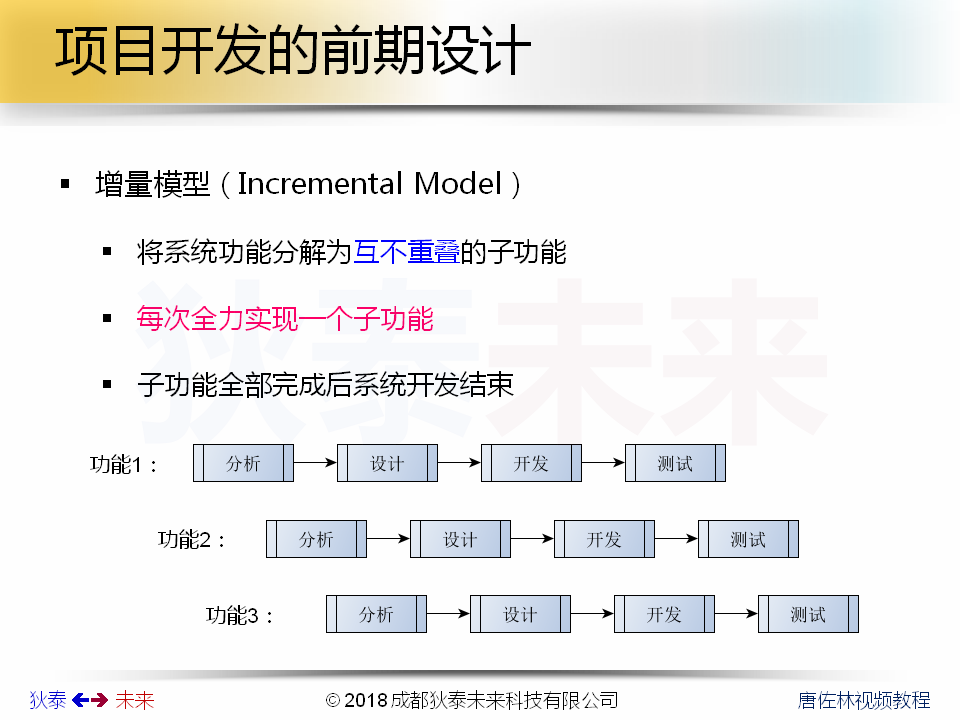 项目开发的前期设计
增量模型（Incremental Model）
将系统功能分解为互不重叠的子功能
每次全力实现一个子功能
子功能全部完成后系统开发结束
狄泰未来
功能1： 分析 设计 开发 测试
功能2： 分析 设计 开发 测试
功能3： 分析 设计 开发 测试
狄泰 未来 © 2018 成都狄泰未来科技有限公司 唐佐林视频教程